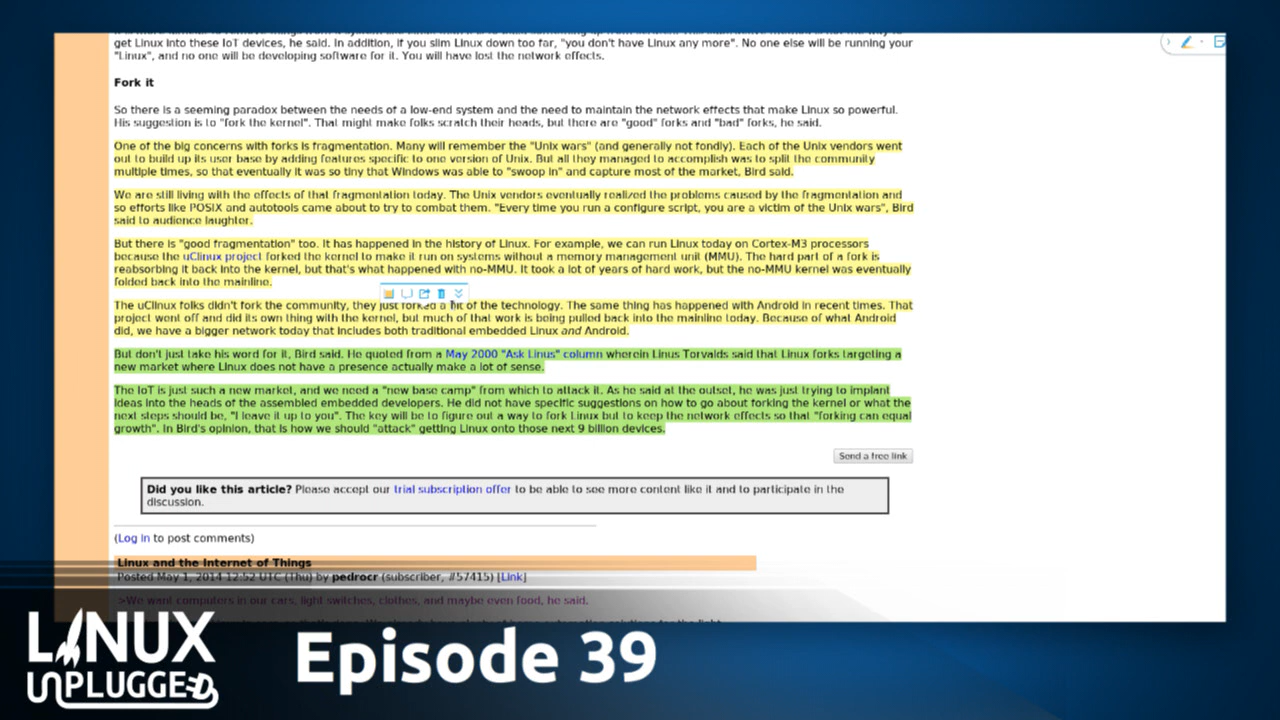 get Linux into these IoT devices, he said. In addition, if you slim Linux down too far, "you don't have Linux any more". No one else will be running your
"Linux", and no one will be developing software for it. You will have lost the network effects.
Fork it
So there is a seeming paradox between the needs of a low-end system and the need to maintain the network effects that make Linux so powerful.
His suggestion is to "fork the kernel". That might make folks scratch their heads, but there are "good" forks and "bad" forks, he said.
One of the big concerns with forks is fragmentation. Many will remember the "Unix wars" (and generally not fondly). Each of the Unix vendors went
out to build up its user base by adding features specific to one version of Unix. But all they managed to accomplish was to split the community
multiple times, so that eventually it was so tiny that Windows was able to "swoop in" and capture most of the market, Bird said.
We are still living with the effects of that fragmentation today. The Unix vendors eventually realized the problems caused by the fragmentation and
so efforts like POSIX and autotools came about to try to combat them. "Every time you run a configure script, you are a victim of the Unix wars", Bird
said to audience laughter.
But there is "good fragmentation" too. It has happened in the history of Linux. For example, we can run Linux today on Cortex-M3 processors
because the uClinux project forked the kernel to make it run on systems without a memory management unit (MMU). The hard part of a fork is
reabsorbing it back into the kernel, but that's what happened with no-MMU. It took a lot of years of hard work, but the no-MMU kernel was eventually
folded back into the mainline.
The uClinux folks didn't fork the community, they just forked a bit of the technology. The same thing has happened with Android in recent times. That
project went off and did its own thing with the kernel, but much of that work is being pulled back into the mainline today. Because of what Android
did, we have a bigger network today that includes both traditional embedded Linux and Android.
But don't just take his word for it, Bird said. He quoted from a May 2000 "Ask Linus" column wherein Linus Torvalds said that Linux forks targeting a
new market where Linux does not have a presence actually make a lot of sense.
The IoT is just such a new market, and we need a "new base camp" from which to attack it. As he said at the outset, he was just trying to implant
ideas into the heads of the assembled embedded developers. He did not have specific suggestions on how to go about forking the kernel or what the
next steps should be, "I leave it up to you". The key will be to figure out a way to fork Linux but to keep the network effects so that "forking can equal
growth". In Bird's opinion, that is how we should "attack" getting Linux onto those next 9 billion devices.
Send a free link
Did you like this article? Please accept our trial subscription offer to be able to see more content like it and to participate in the
discussion.
(Log in to post comments)
Linux and the Internet of Things
Posted May 1, 2014 12:52 UTC (Thu) by pedrocr (subscriber, #57415) [Link]
>We want computers in our cars, light switches, clothes, and maybe even food, he said.
LINUX
UNPLUGGED
Episode 39